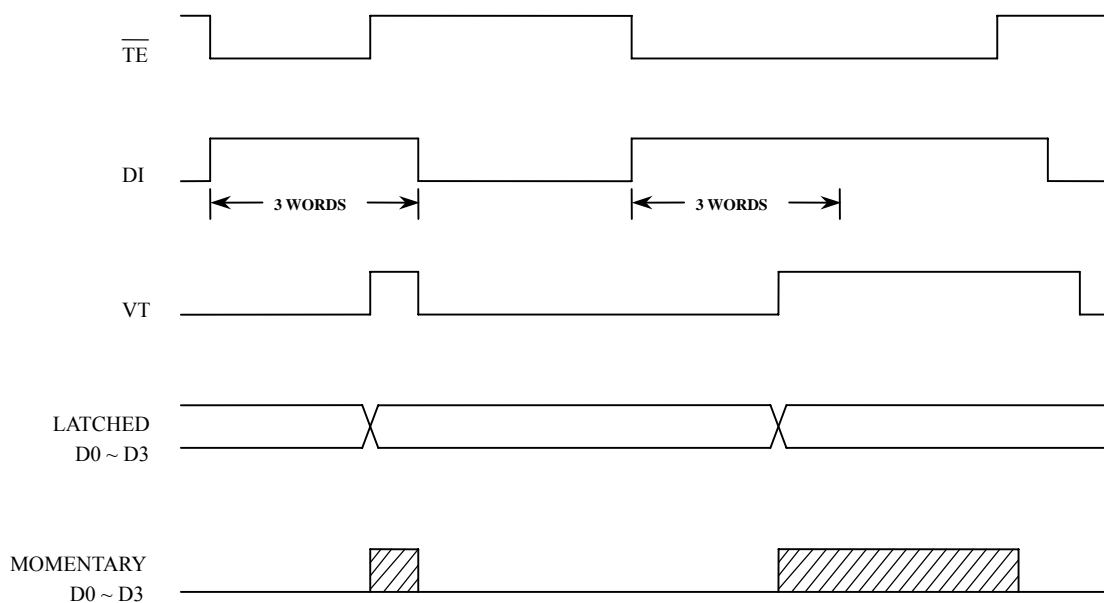 TE
DI
3 WORDS
3 WORDS
VT
LATCHED
D0 ~ D3
MOMENTARY
D0 ~ D3